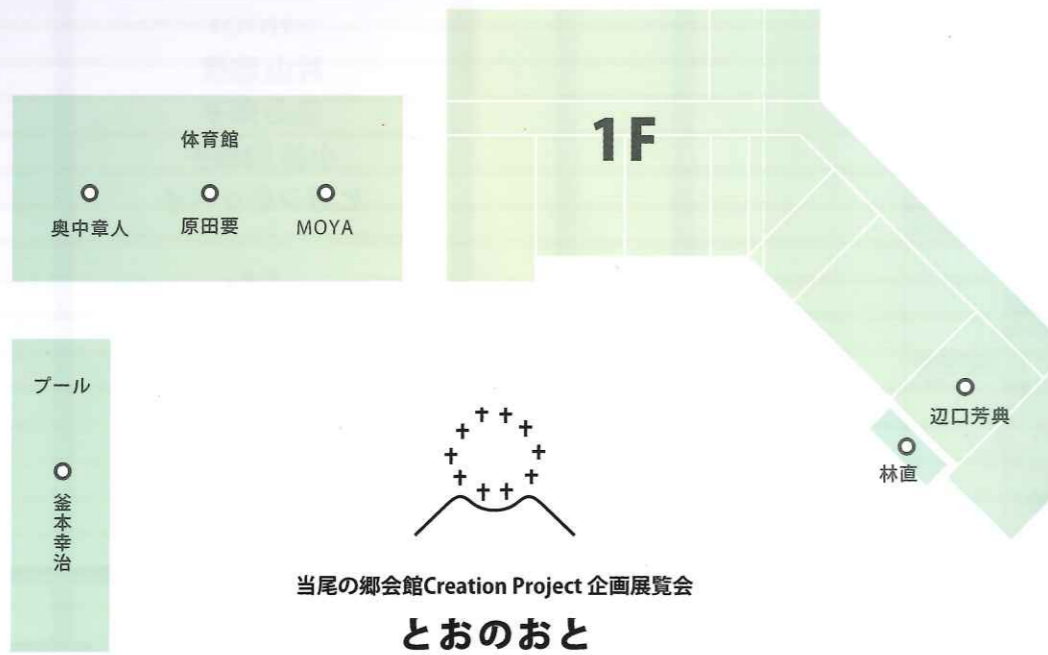 1F
体育館
奥中章人
原田要
MOYA
プール
釜本幸治
辺口芳典
林直
当尾の郷会館Creation Project 企画展覧会
とおのおと